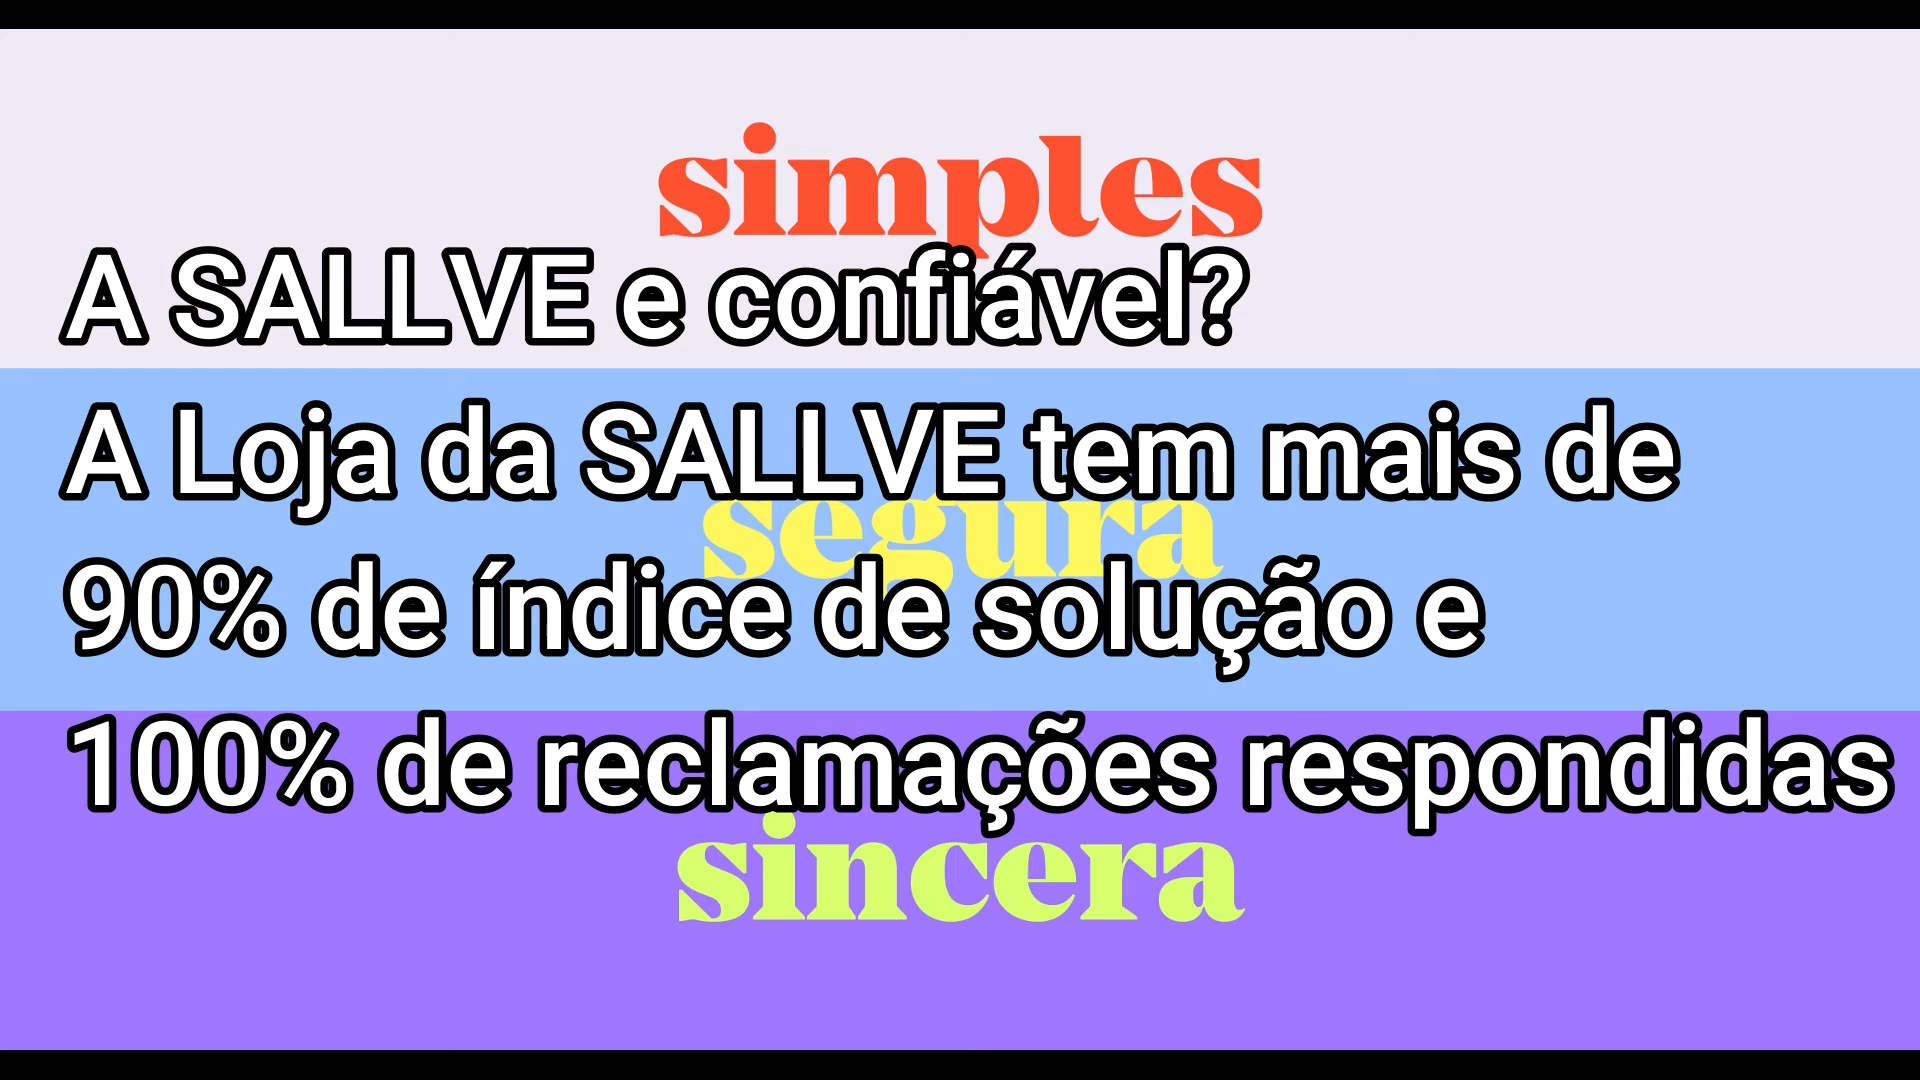 simples
A SALLVE e confiável?
A Loja da SALLVE tem mais de
segura
90% de índice de solução e
100% de reclamações respondidas
sincera